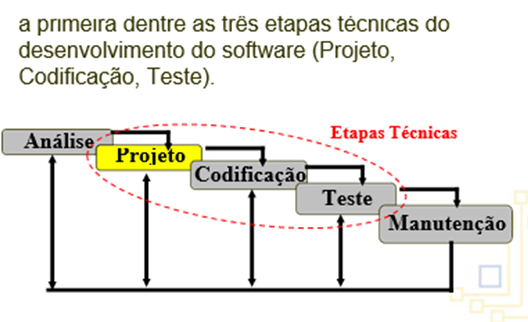 a primeira dentre as três etapas técnicas do
desenvolvimento do software (Projeto,
Codificação, Teste).
Etapas Técnicas
Análise
Projeto
Codificação
Teste
Manutenção